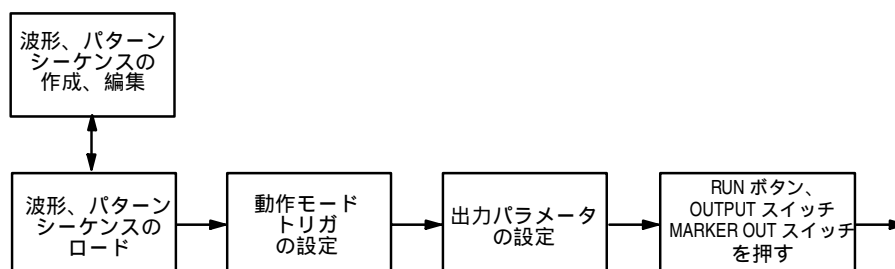 波形、パターン
シーケンスの
作成、編集
波形、パターン
シーケンスの
ロード
動作モード
トリガ
の設定
出力パラメータ
の設定
RUN ボタン、
OUTPUT スイッチ
MARKER OUT スイッチ
を押す